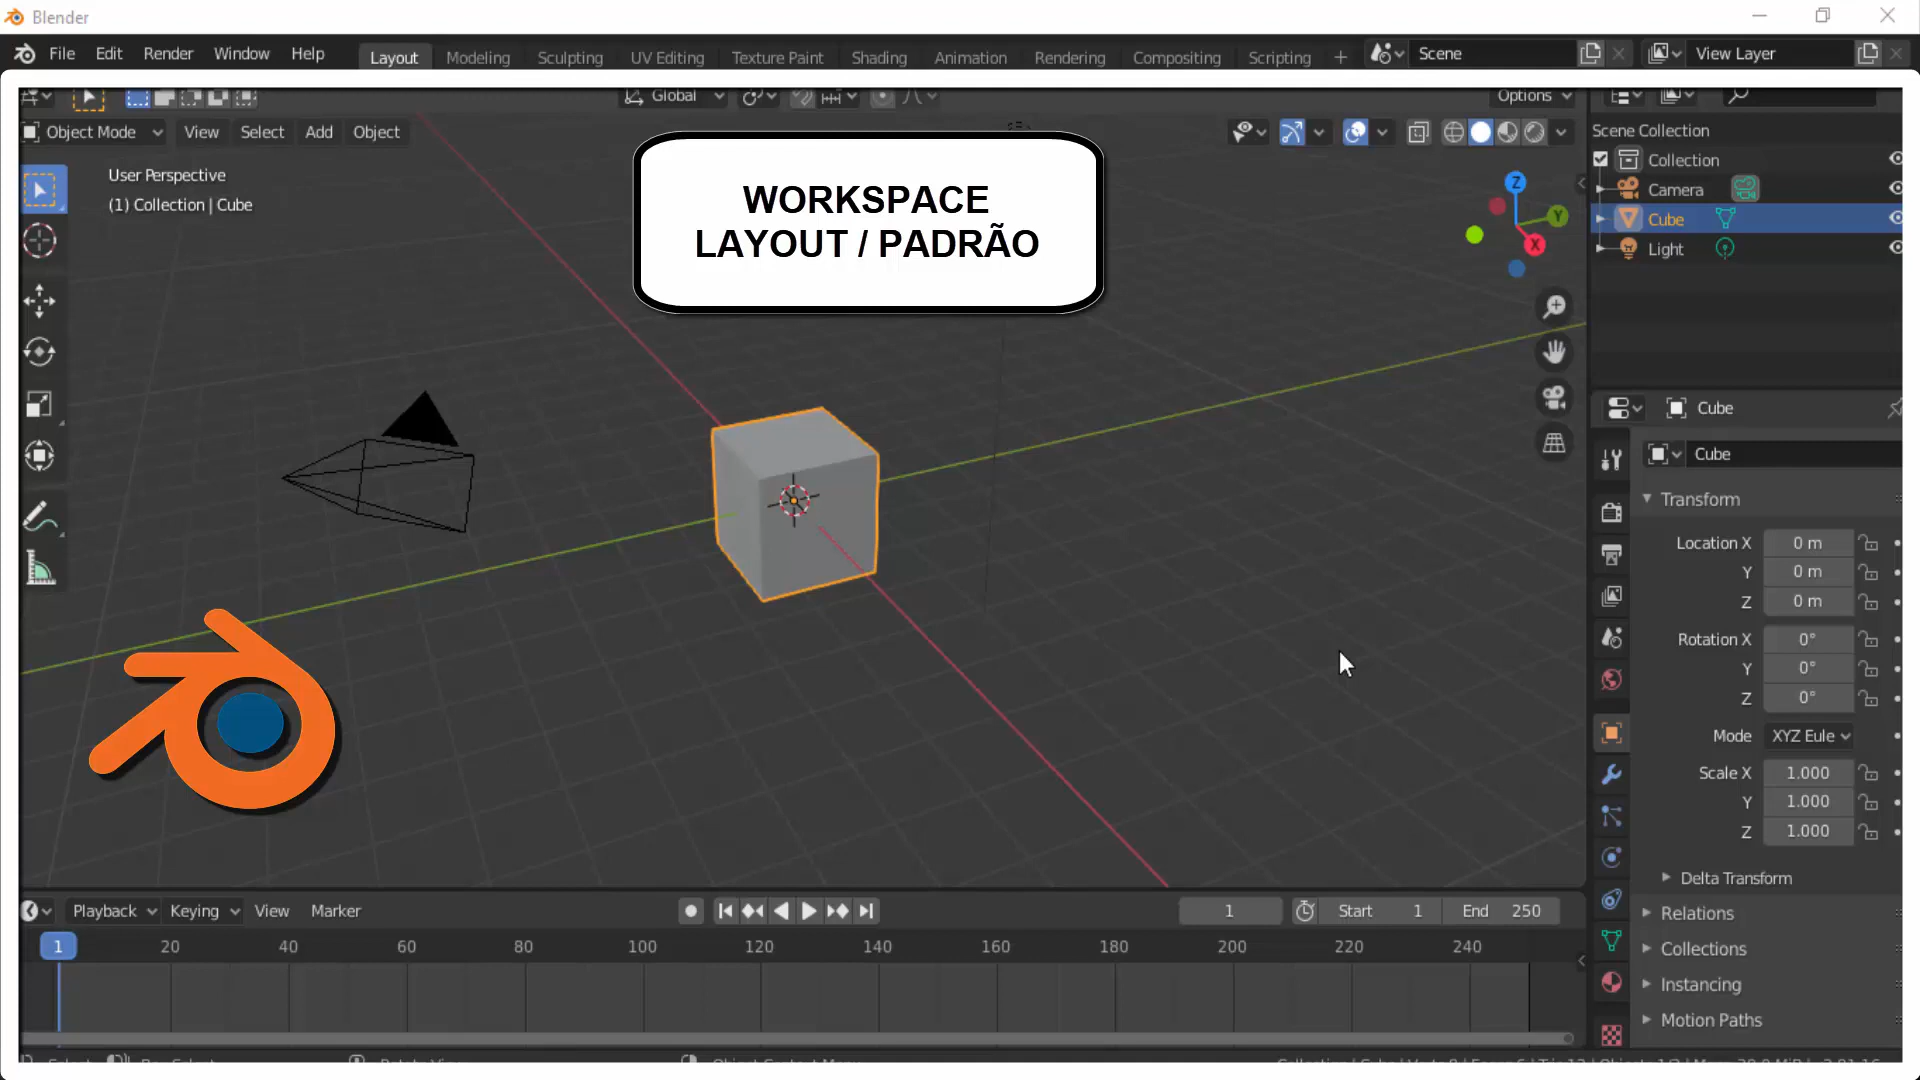 Blender
File Edit Render Window Help Layout Modeling Sculpting UV Editing Texture Paint Shading Animation Rendering Compositing Scripting + Scene View Layer
Global Options
Object Mode View Select Add Object
User Perspective
(1) Collection | Cube
WORKSPACE
LAYOUT / PADRÃO
Z
Y
X
Scene Collection
Collection
Camera
Cube
Light
Cube
Cube
Transform
Location X 0 m
Y 0 m
Z 0 m
Rotation X 0°
Y 0°
Z 0°
Mode XYZ Eule
Scale X 1.000
Y 1.000
Z 1.000
Delta Transform
Relations
Collections
Instancing
Motion Paths
Playback Keying View Marker 1 Start 1 End 250
1 20 40 60 80 100 120 140 160 180 200 220 240